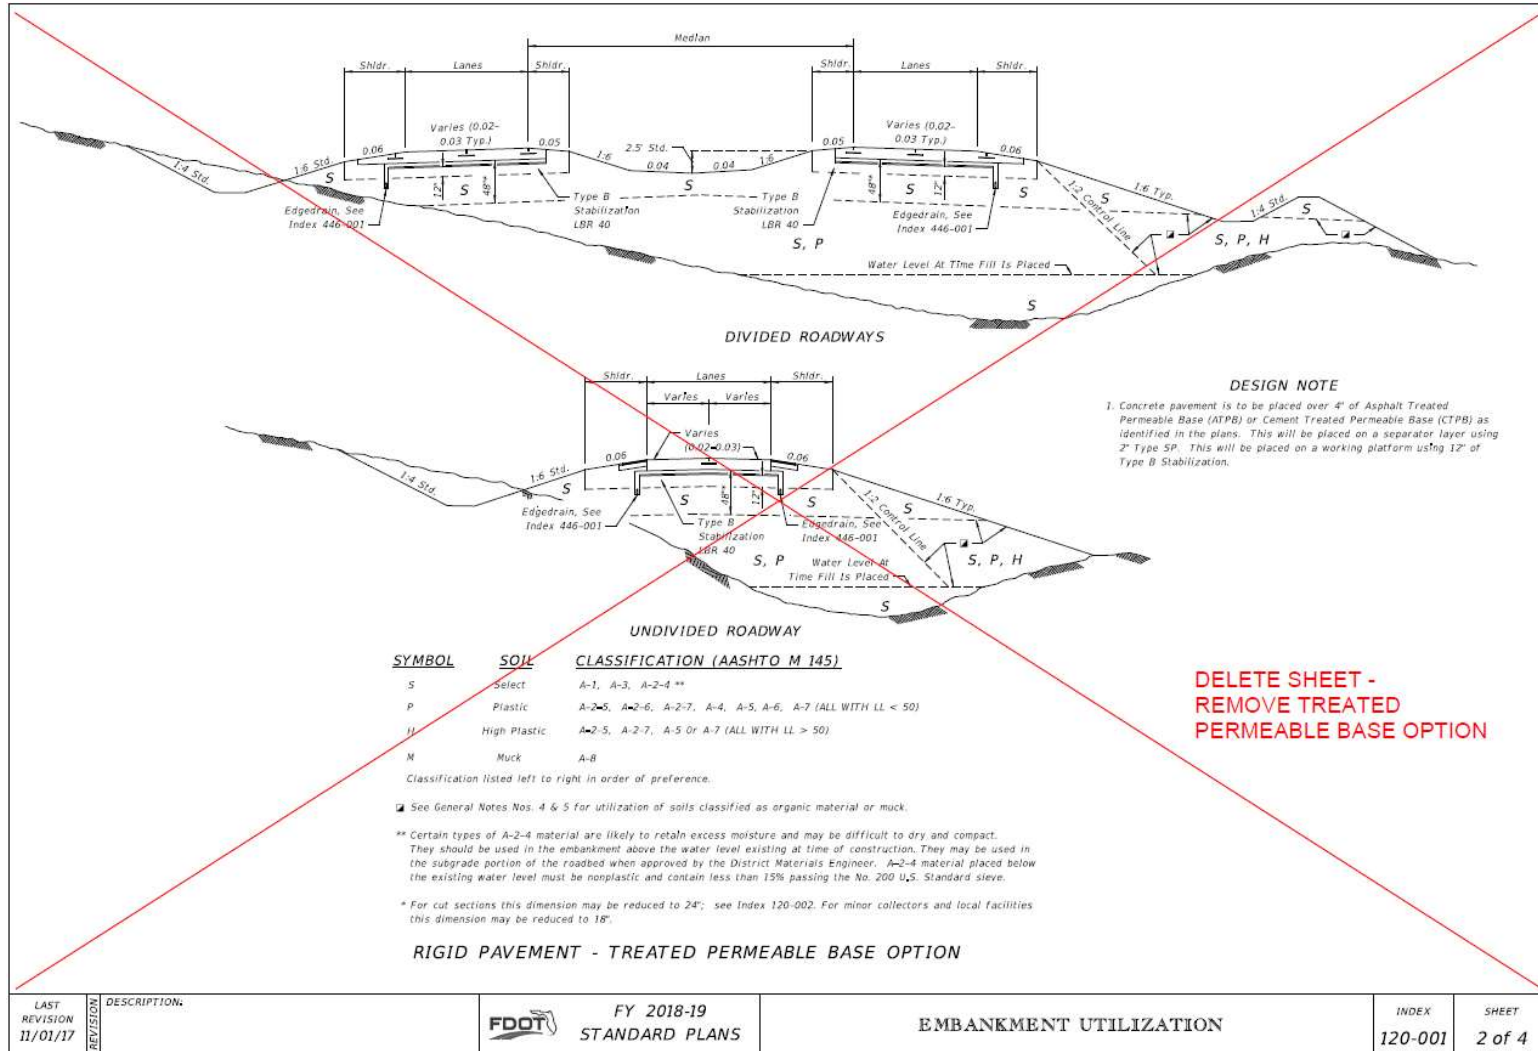 Median
Shldr.
Lanes
Shldr.
Shldr.
Lanes
Shldr.
Varies (0.02-
0.03 Typ.)
Varies (0.02-
0.03 Typ.)
1:4 Std.
1:6 Std.
0.06
0.05
1:6
2.5' Std.
0.04
0.04
1:6
0.05
0.06
1:6 Typ.
1:4 Std.
S
12"
S
48"*
S
48"*
S
12"
S
S
S
Edgedrain, See
Index 446-001
Type B
Stabilization
LBR 40
Type B
Stabilization
LBR 40
Edgedrain, See
Index 446-001
1:2 Control Line
S, P
S, P, H
Water Level At Time Fill Is Placed
S
DIVIDED ROADWAYS
Shldr.
Lanes
Shldr.
Varies
Varies
Varies
(0.02-0.03)
1:4 Std.
1:6 Std.
0.06
0.06
1:6 Typ.
S
S
48"*
12"
S
S
Edgedrain, See
Index 446-001
Type B
Stabilization
LBR 40
Edgedrain, See
Index 446-001
1:2 Control Line
S, P
Water Level At
Time Fill Is Placed
S, P, H
S
UNDIVIDED ROADWAY
DESIGN NOTE
1. Concrete pavement is to be placed over 4" of Asphalt Treated
Permeable Base (ATPB) or Cement Treated Permeable Base (CTPB) as
identified in the plans. This will be placed on a separator layer using
2" Type SP. This will be placed on a working platform using 12" of
Type B Stabilization.
SYMBOL SOIL CLASSIFICATION (AASHTO M 145)
S Select A-1, A-3, A-2-4 **
P Plastic A-2-5, A-2-6, A-2-7, A-4, A-5, A-6, A-7 (ALL WITH LL < 50)
H High Plastic A-2-5, A-2-7, A-5 Or A-7 (ALL WITH LL > 50)
M Muck A-8
Classification listed left to right in order of preference.
See General Notes Nos. 4 & 5 for utilization of soils classified as organic material or muck.
** Certain types of A-2-4 material are likely to retain excess moisture and may be difficult to dry and compact.
They should be used in the embankment above the water level existing at time of construction. They may be used in
the subgrade portion of the roadbed when approved by the District Materials Engineer. A-2-4 material placed below
the existing water level must be nonplastic and contain less than 15% passing the No. 200 U.S. Standard sieve.
* For cut sections this dimension may be reduced to 24"; see Index 120-002. For minor collectors and local facilities
this dimension may be reduced to 18".
RIGID PAVEMENT - TREATED PERMEABLE BASE OPTION
DELETE SHEET -
REMOVE TREATED
PERMEABLE BASE OPTION
LAST
REVISION
11/01/17
REVISION
DESCRIPTION:
FDOT
FY 2018-19
STANDARD PLANS
EMBANKMENT UTILIZATION
INDEX
120-001
SHEET
2 of 4